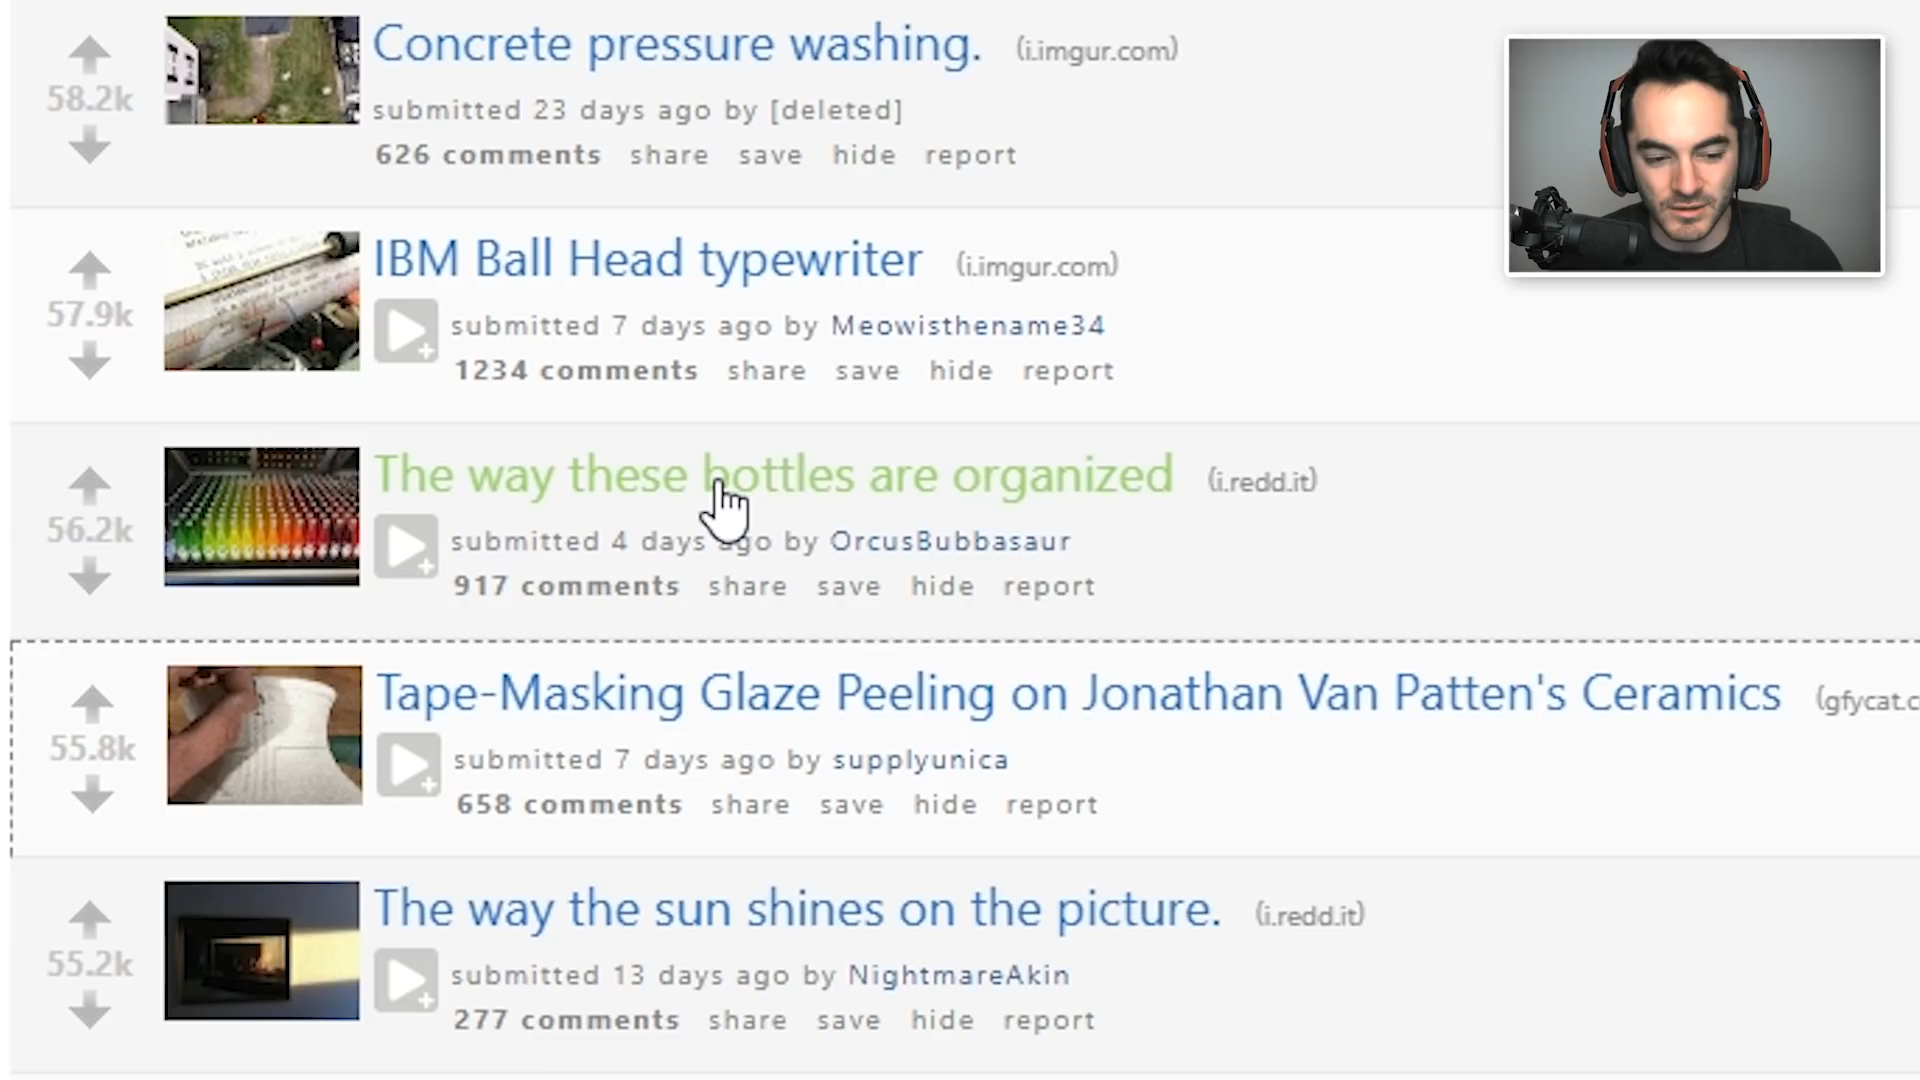 Concrete pressure washing. (i.imgur.com)
58.2k
submitted 23 days ago by [deleted]
626 comments share save hide report
IBM Ball Head typewriter (i.imgur.com)
57.9k
submitted 7 days ago by Meowisthename34
1234 comments share save hide report
The way these bottles are organized (i.redd.it)
56.2k
submitted 4 days ago by OrcusBubbasaur
917 comments share save hide report
Tape-Masking Glaze Peeling on Jonathan Van Patten's Ceramics (gfycat.c
55.8k
submitted 7 days ago by supplyunica
658 comments share save hide report
The way the sun shines on the picture. (i.redd.it)
55.2k
submitted 13 days ago by NightmareAkin
277 comments share save hide report